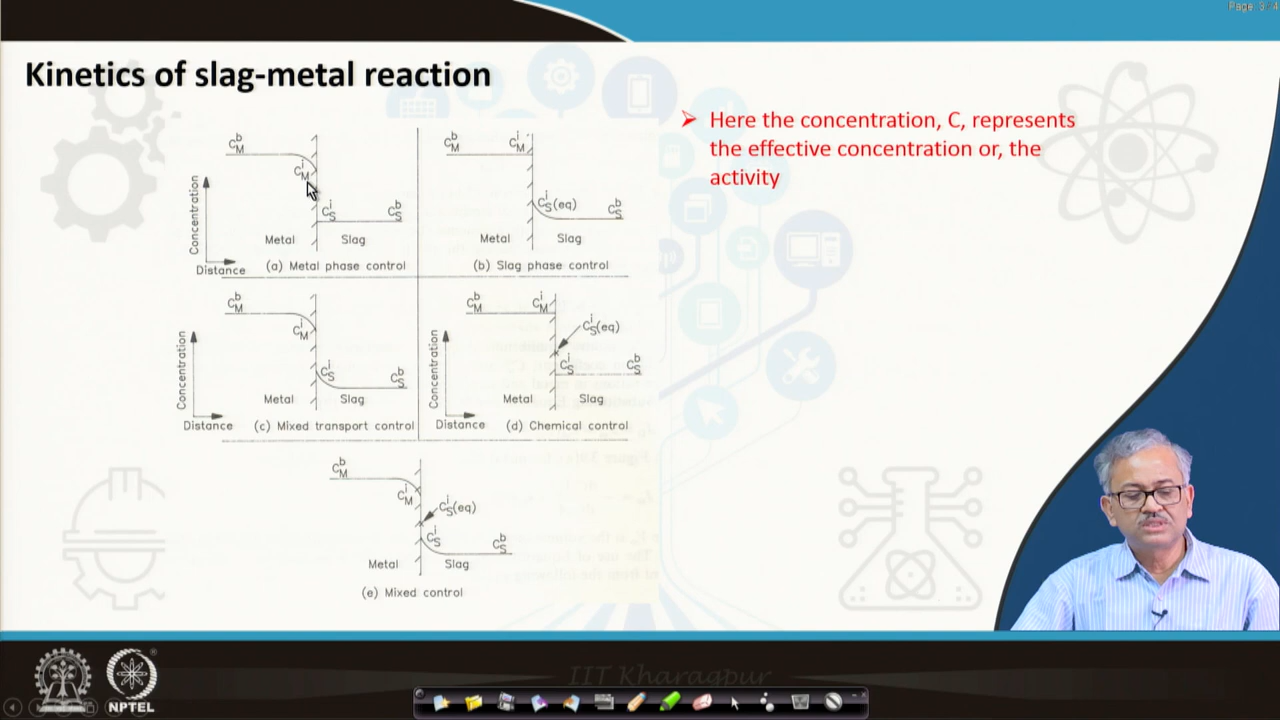 Page 3/4
Kinetics of slag-metal reaction
➢ Here the concentration, C, represents
the effective concentration or, the
activity
C_M^b
C_M^i
C_S^i
C_S^b
Concentration
Metal
Slag
Distance
(a) Metal phase control
C_M^b
C_M^i
C_S^i(eq)
C_S^b
Metal
Slag
(b) Slag phase control
C_M^b
C_M^i
C_S^i
C_S^b
Concentration
Metal
Slag
Distance
(c) Mixed transport control
C_M^b
C_M^i
C_S^i(eq)
C_S^i
C_S^b
Concentration
Metal
Slag
Distance
(d) Chemical control
C_M^b
C_M^i
C_S^i(eq)
C_S^i
C_S^b
Metal
Slag
(e) Mixed control
IIT Kharagpur
NPTEL